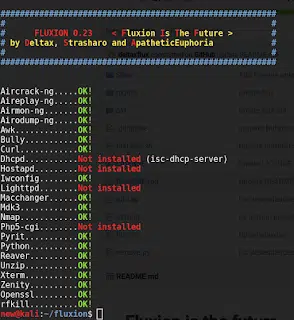 ############################################################
#                                                          #
#        FLUXION 0.23    < Fluxion Is The Future >         #
# by Deltax, Strasharo and ApatheticEuphoria               #
#                                                          #
############################################################
Aircrack-ng.....OK!
Aireplay-ng.....OK!
Airmon-ng.......OK!
Airodump-ng.....OK!
Awk.............OK!
Bully...........OK!
Curl............OK!
Dhcpd...........Not installed (isc-dhcp-server)
Hostapd.........Not installed
Iwconfig........OK!
Lighttpd........Not installed
Macchanger......OK!
Mdk3............OK!
Nmap............OK!
Php5-cgi........Not installed
Pyrit...........OK!
Python..........OK!
Reaver..........OK!
Unzip...........OK!
Xterm...........OK!
Zenity..........OK!
Openssl.........OK!
rfkill..........OK!
new@kali:~/fluxion$
README.md
Fluxion is the future